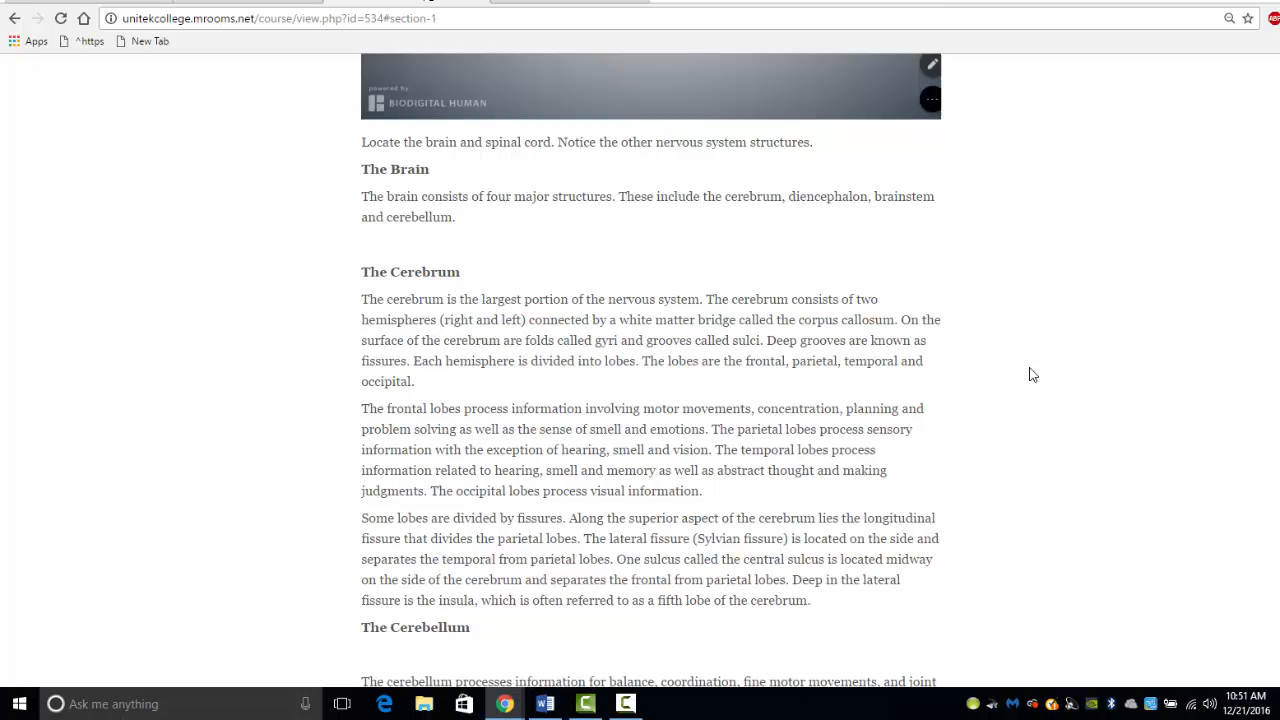 unitekcollege.mrooms.net/course/view.php?id=534#section-1
ABP
Apps ^https New Tab
powered by
BIODIGITAL HUMAN
Locate the brain and spinal cord. Notice the other nervous system structures.
The Brain
The brain consists of four major structures. These include the cerebrum, diencephalon, brainstem
and cerebellum.
The Cerebrum
The cerebrum is the largest portion of the nervous system. The cerebrum consists of two
hemispheres (right and left) connected by a white matter bridge called the corpus callosum. On the
surface of the cerebrum are folds called gyri and grooves called sulci. Deep grooves are known as
fissures. Each hemisphere is divided into lobes. The lobes are the frontal, parietal, temporal and
occipital.
The frontal lobes process information involving motor movements, concentration, planning and
problem solving as well as the sense of smell and emotions. The parietal lobes process sensory
information with the exception of hearing, smell and vision. The temporal lobes process
information related to hearing, smell and memory as well as abstract thought and making
judgments. The occipital lobes process visual information.
Some lobes are divided by fissures. Along the superior aspect of the cerebrum lies the longitudinal
fissure that divides the parietal lobes. The lateral fissure (Sylvian fissure) is located on the side and
separates the temporal from parietal lobes. One sulcus called the central sulcus is located midway
on the side of the cerebrum and separates the frontal from parietal lobes. Deep in the lateral
fissure is the insula, which is often referred to as a fifth lobe of the cerebrum.
The Cerebellum
The cerebellum processes information for balance, coordination, fine motor movements, and joint
Ask me anything
10:51 AM
12/21/2016